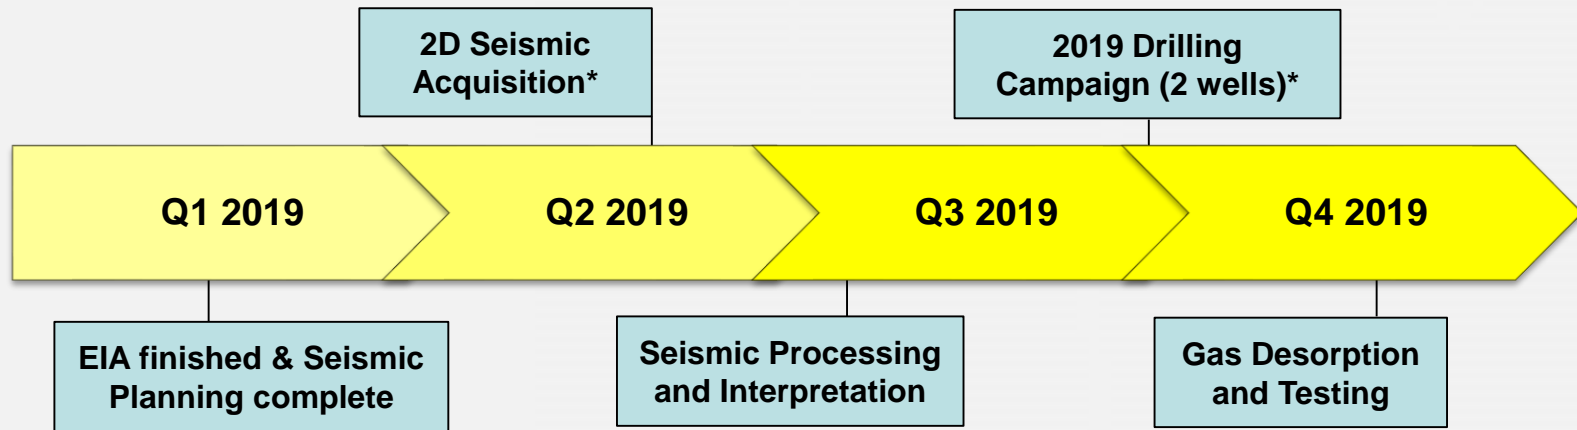 2D Seismic
Acquisition*
2019 Drilling
Campaign (2 wells)*
Q1 2019
Q2 2019
Q3 2019
Q4 2019
EIA finished & Seismic
Planning complete
Seismic Processing
and Interpretation
Gas Desorption
and Testing